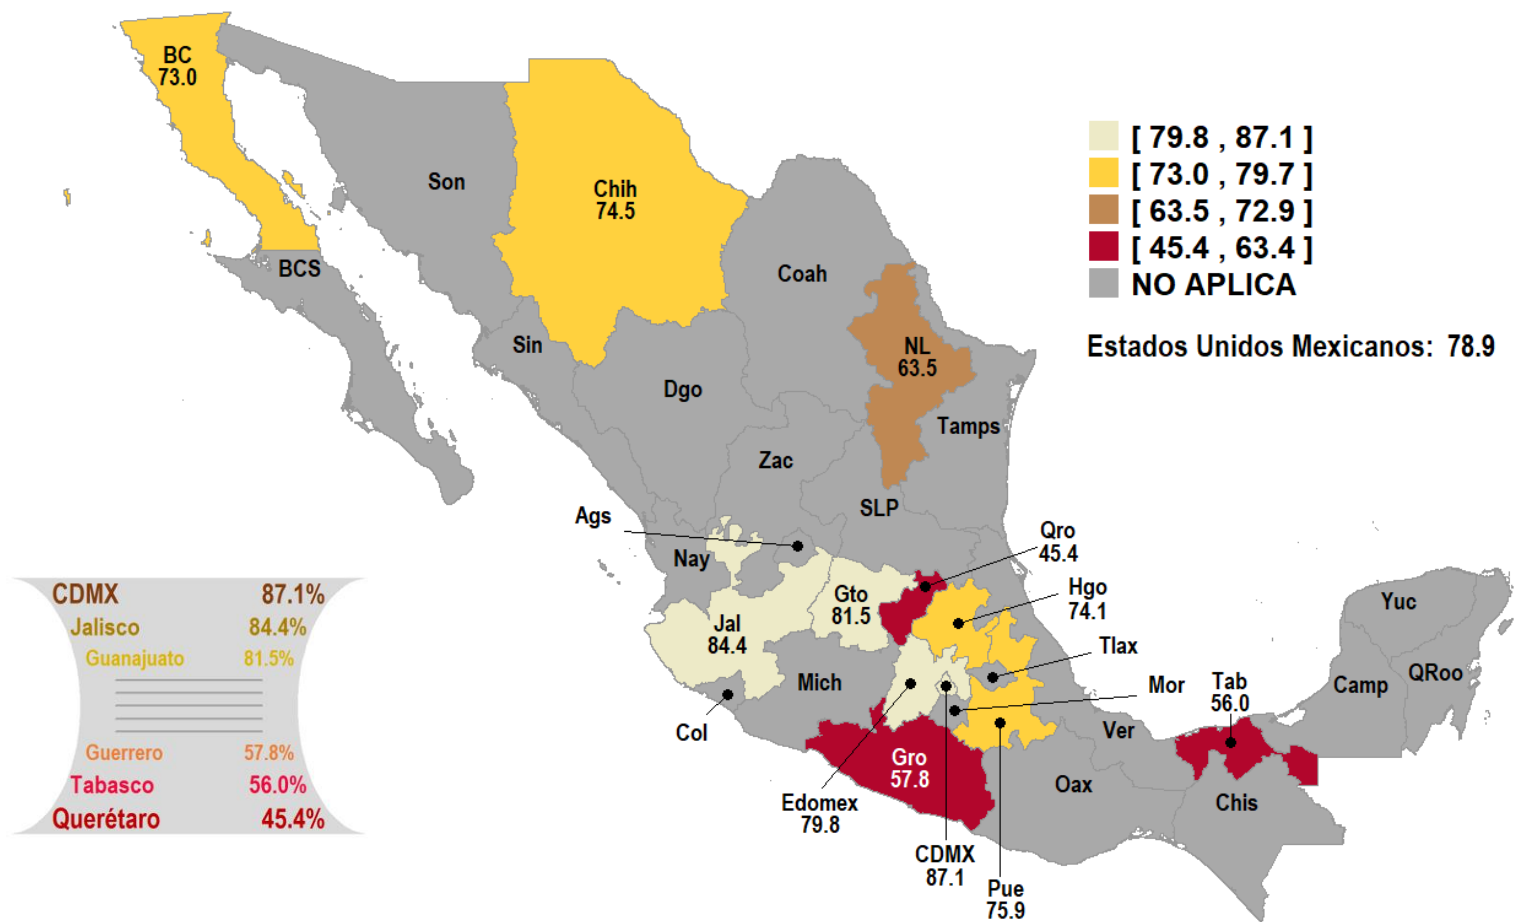 BC
73.0
Son
Chih
74.5
BCS
Coah
Sin
NL
63.5
Dgo
Tamps
Zac
SLP
Ags
Nay
Qro
45.4
Hgo
74.1
Gto
81.5
Jal
84.4
Tlax
Mich
Mor
Tab
56.0
Col
Ver
Yuc
QRoo
Camp
Gro
57.8
Oax
Chis
Edomex
79.8
CDMX
87.1
Pue
75.9
[ 79.8 , 87.1 ]
[ 73.0 , 79.7 ]
[ 63.5 , 72.9 ]
[ 45.4 , 63.4 ]
NO APLICA
Estados Unidos Mexicanos: 78.9
CDMX 87.1%
Jalisco 84.4%
Guanajuato 81.5%
Guerrero 57.8%
Tabasco 56.0%
Querétaro 45.4%